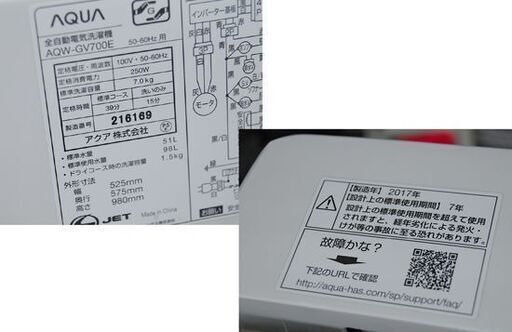 AQUA
全自動電気洗濯機
AQW-GV700E 50-60Hz 用
定格電圧・周波数 100V・50-60Hz
定格消費電力 250W
標準洗濯容量 7.0kg
定格時間 標準コース 洗いのみ
39分 15分
製造番号 216169
アクア 株式会社
・標準水量 51L
・標準使用水量 98L
・ドライコース時の洗濯容量 1.5kg
外形寸法
幅 525mm
奥行 575mm
高さ 980mm
JET Made in China
インバーター基板
モータ
【製造年】2017年
【設計上の標準使用期間】7年
設計上の標準使用期間を超えて使用
されますと、経年劣化による発火・
けが等の事故に至る恐れがあります。
故障かな?
下記のURLで確認
http://aqua-has.com/sp/support/faq/